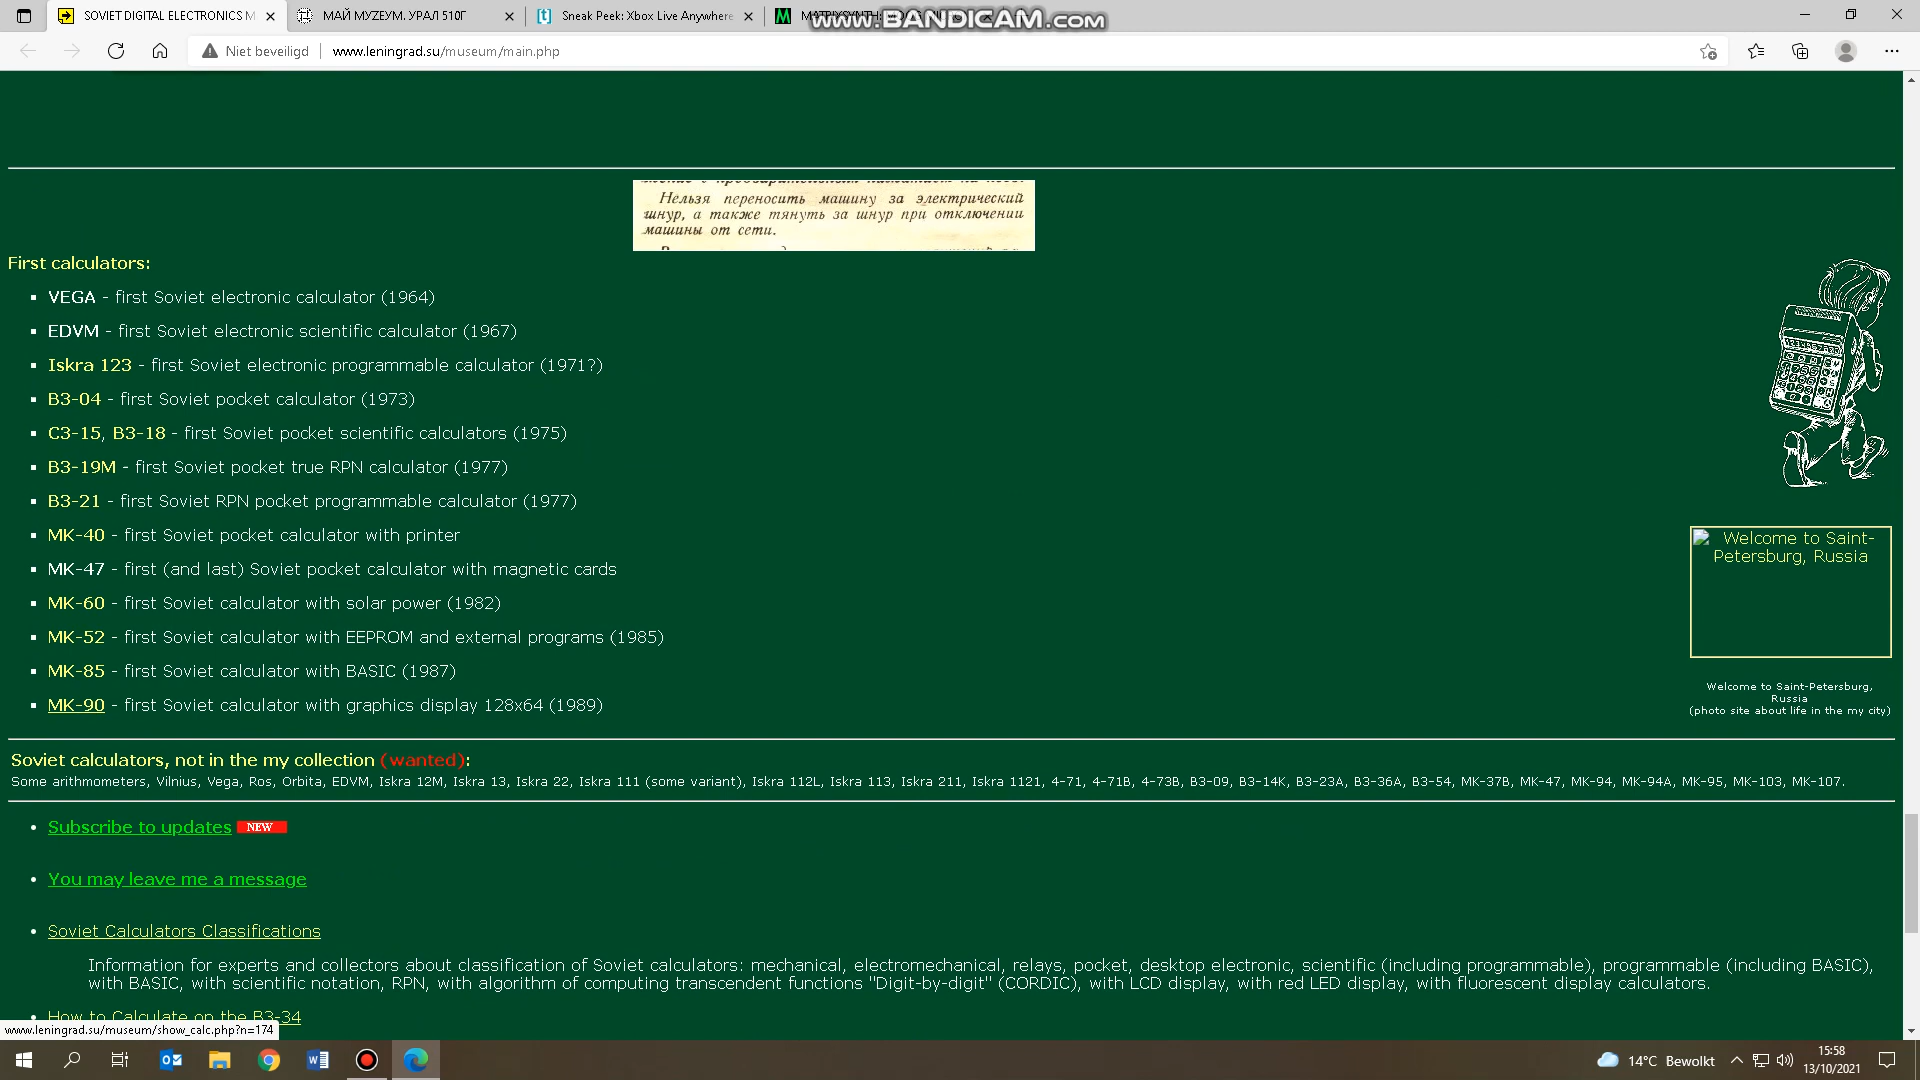 SOVIET DIGITAL ELECTRONICS M
МАЙ МУZЕУМ. УРАЛ 510Г
Sneak Peek: Xbox Live Anywhere
www.BANDICAM.com
Niet beveiligd
www.leningrad.su/museum/main.php
Нельзя переносить машину за электрический
шнур, а также тянуть за шнур при отключении
машины от сети.
First calculators:
VEGA - first Soviet electronic calculator (1964)
EDVM - first Soviet electronic scientific calculator (1967)
Iskra 123 - first Soviet electronic programmable calculator (1971?)
B3-04 - first Soviet pocket calculator (1973)
C3-15, B3-18 - first Soviet pocket scientific calculators (1975)
B3-19M - first Soviet pocket true RPN calculator (1977)
B3-21 - first Soviet RPN pocket programmable calculator (1977)
MK-40 - first Soviet pocket calculator with printer
MK-47 - first (and last) Soviet pocket calculator with magnetic cards
MK-60 - first Soviet calculator with solar power (1982)
MK-52 - first Soviet calculator with EEPROM and external programs (1985)
MK-85 - first Soviet calculator with BASIC (1987)
MK-90 - first Soviet calculator with graphics display 128x64 (1989)
Welcome to Saint-
Petersburg, Russia
Welcome to Saint-Petersburg,
Russia
(photo site about life in the my city)
Soviet calculators, not in the my collection (wanted):
Some arithmometers, Vilnius, Vega, Ros, Orbita, EDVM, Iskra 12M, Iskra 13, Iskra 22, Iskra 111 (some variant), Iskra 112L, Iskra 113, Iskra 211, Iskra 1121, 4-71, 4-71B, 4-73B, B3-09, B3-14K, B3-23A, B3-36A, B3-54, MK-37B, MK-47, MK-94, MK-94A, MK-95, MK-103, MK-107.
Subscribe to updates NEW
You may leave me a message
Soviet Calculators Classifications
Information for experts and collectors about classification of Soviet calculators: mechanical, electromechanical, relays, pocket, desktop electronic, scientific (including programmable), programmable (including BASIC),
with BASIC, with scientific notation, RPN, with algorithm of computing transcendent functions "Digit-by-digit" (CORDIC), with LCD display, with red LED display, with fluorescent display calculators.
How to Calculate on the B3-34
www.leningrad.su/museum/show_calc.php?n=174
14°C Bewolkt
15:58
13/10/2021